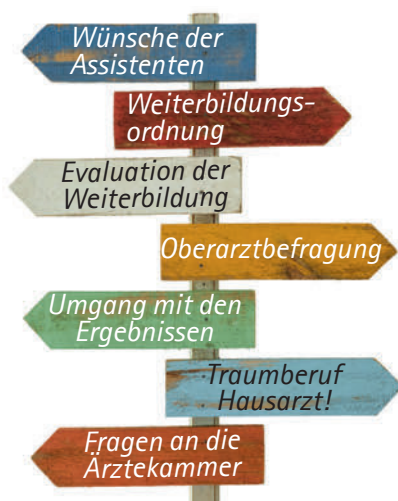 Wünsche der
Assistenten
Weiterbildungs-
ordnung
Evaluation der
Weiterbildung
Oberarztbefragung
Umgang mit den
Ergebnissen
Traumberuf
Hausarzt!
Fragen an die
Ärztekammer